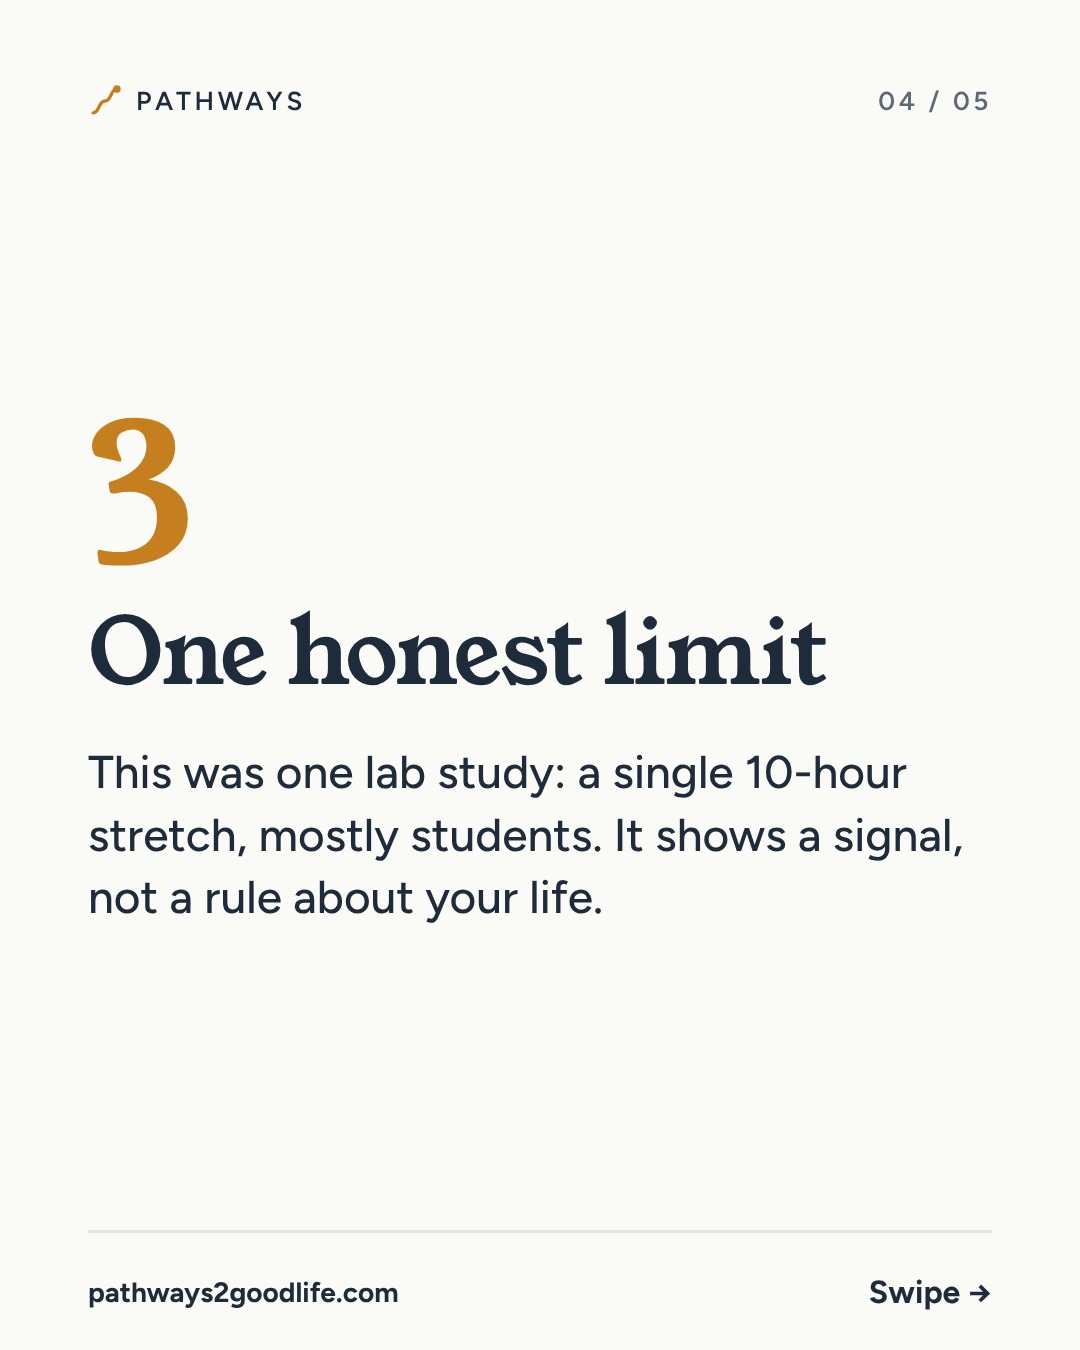 PATHWAYS
04 / 05
3
One honest limit
This was one lab study: a single 10-hour
stretch, mostly students. It shows a signal,
not a rule about your life.
pathways2goodlife.com
Swipe →